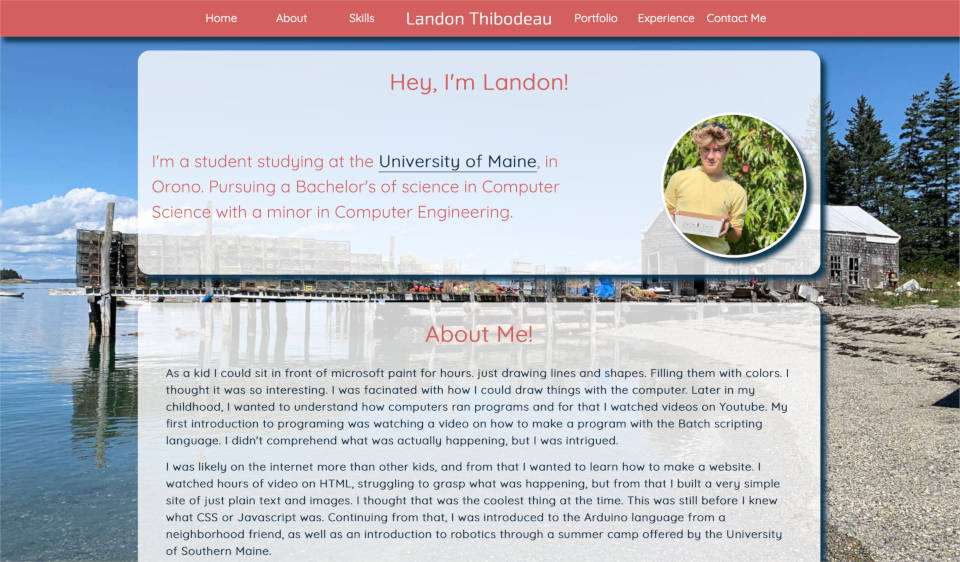 Home About Skills Landon Thibodeau Portfolio Experience Contact Me
Hey, I'm Landon!
I'm a student studying at the University of Maine, in
Orono. Pursuing a Bachelor's of science in Computer
Science with a minor in Computer Engineering.
About Me!
As a kid I could sit in front of microsoft paint for hours. just drawing lines and shapes. Filling them with colors. I
thought it was so interesting. I was facinated with how I could draw things with the computer. Later in my
childhood, I wanted to understand how computers ran programs and for that I watched videos on Youtube. My
first introduction to programing was watching a video on how to make a program with the Batch scripting
language. I didn't comprehend what was actually happening, but I was intrigued.
I was likely on the internet more than other kids, and from that I wanted to learn how to make a website. I
watched hours of video on HTML, struggling to grasp what was happening, but from that I built a very simple
site of just plain text and images. I thought that was the coolest thing at the time. This was still before I knew
what CSS or Javascript was. Continuing from that, I was introduced to the Arduino language from a
neighborhood friend, as well as an introduction to robotics through a summer camp offered by the University
of Southern Maine.